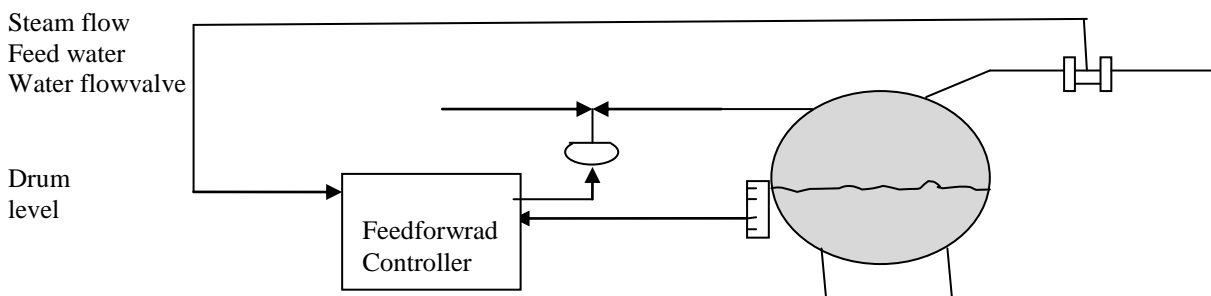 Steam flow
Feed water
Water flowvalve
Drum
level
Feedforwrad
Controller